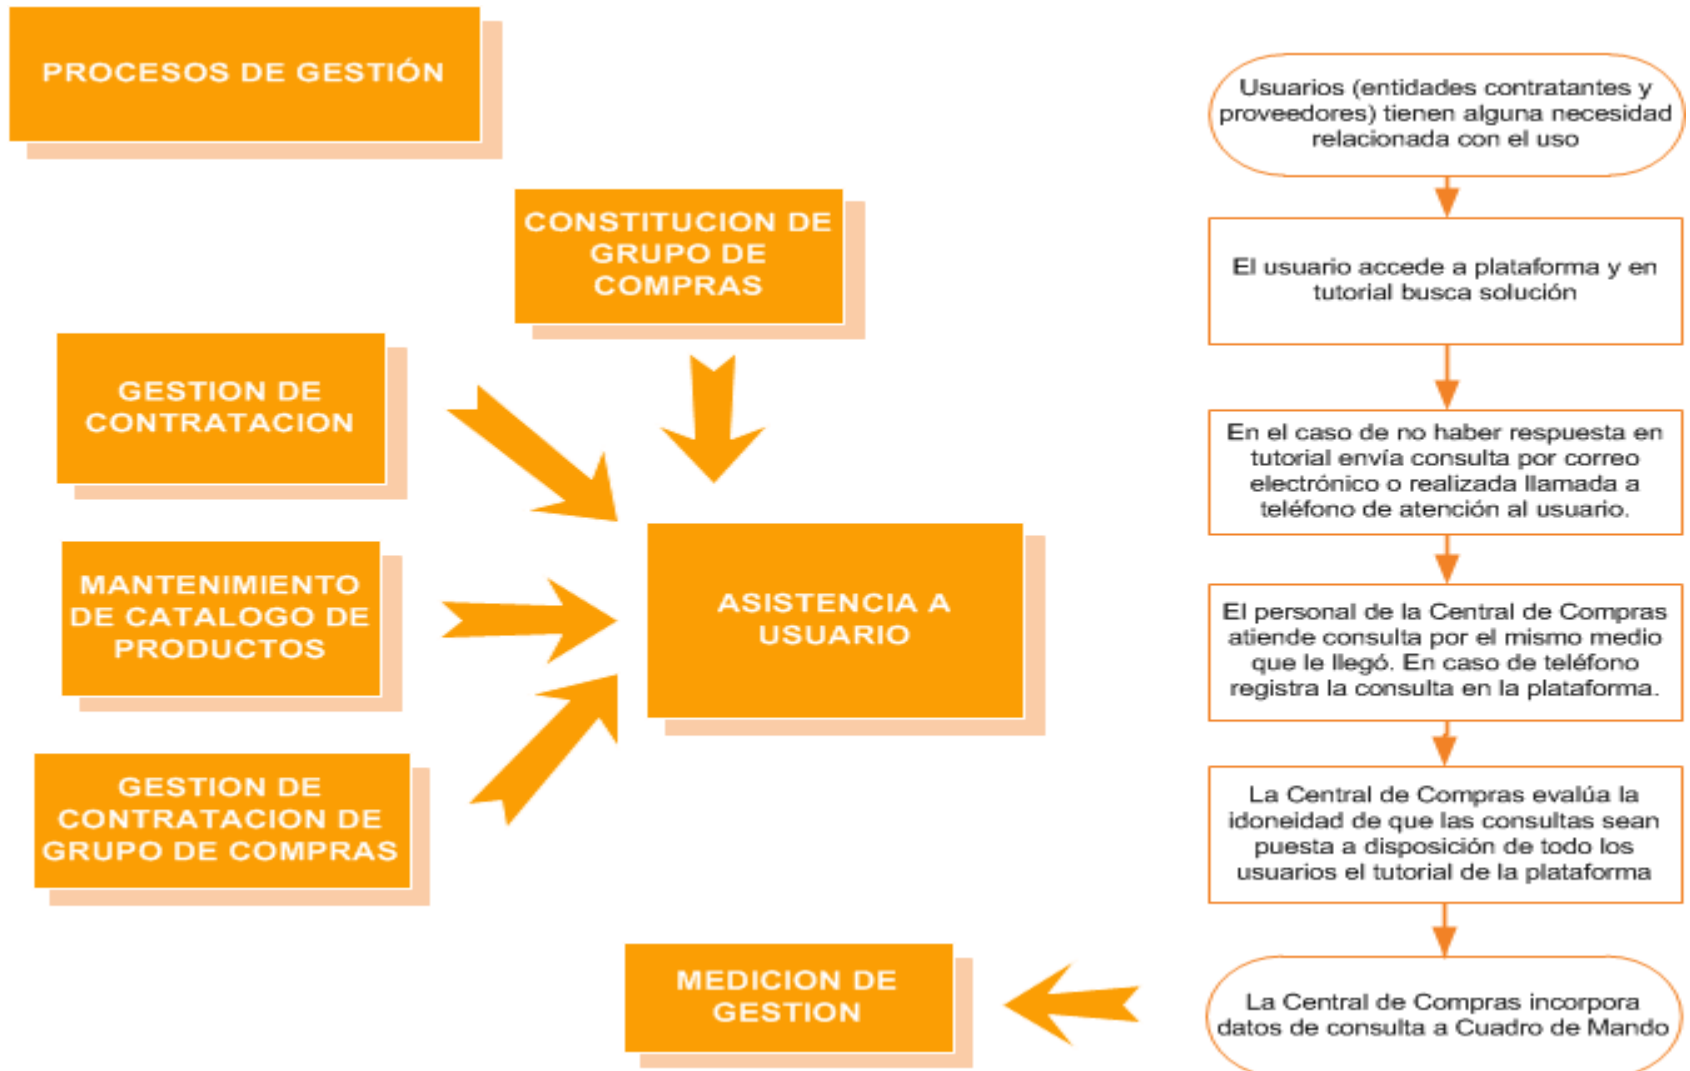 PROCESOS DE GESTIÓN
CONSTITUCION DE
GRUPO DE
COMPRAS
GESTION DE
CONTRATACION
MANTENIMIENTO
DE CATALOGO DE
PRODUCTOS
GESTION DE
CONTRATACION DE
GRUPO DE COMPRAS
ASISTENCIA A
USUARIO
MEDICION DE
GESTION
Usuarios (entidades contratantes y
proveedores) tienen alguna necesidad
relacionada con el uso
El usuario accede a plataforma y en
tutorial busca solución
En el caso de no haber respuesta en
tutorial envía consulta por correo
electrónico o realizada llamada a
teléfono de atención al usuario.
El personal de la Central de Compras
atiende consulta por el mismo medio
que le llegó. En caso de teléfono
registra la consulta en la plataforma.
La Central de Compras evalúa la
idoneidad de que las consultas sean
puesta a disposición de todo los
usuarios el tutorial de la plataforma
La Central de Compras incorpora
datos de consulta a Cuadro de Mando